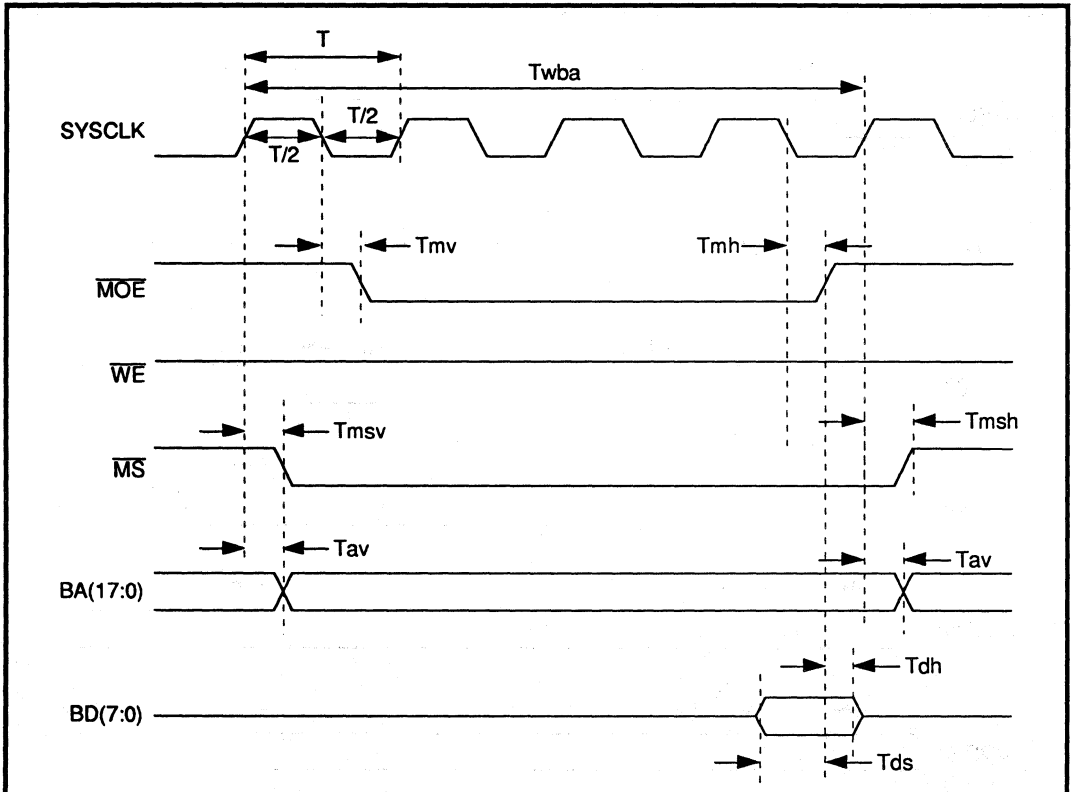 T
Twba
SYSCLK
T/2
T/2
Tmv
Tmh
MOE
WE
Tmsv
Tmsh
MS
Tav
Tav
BA(17:0)
Tdh
BD(7:0)
Tds